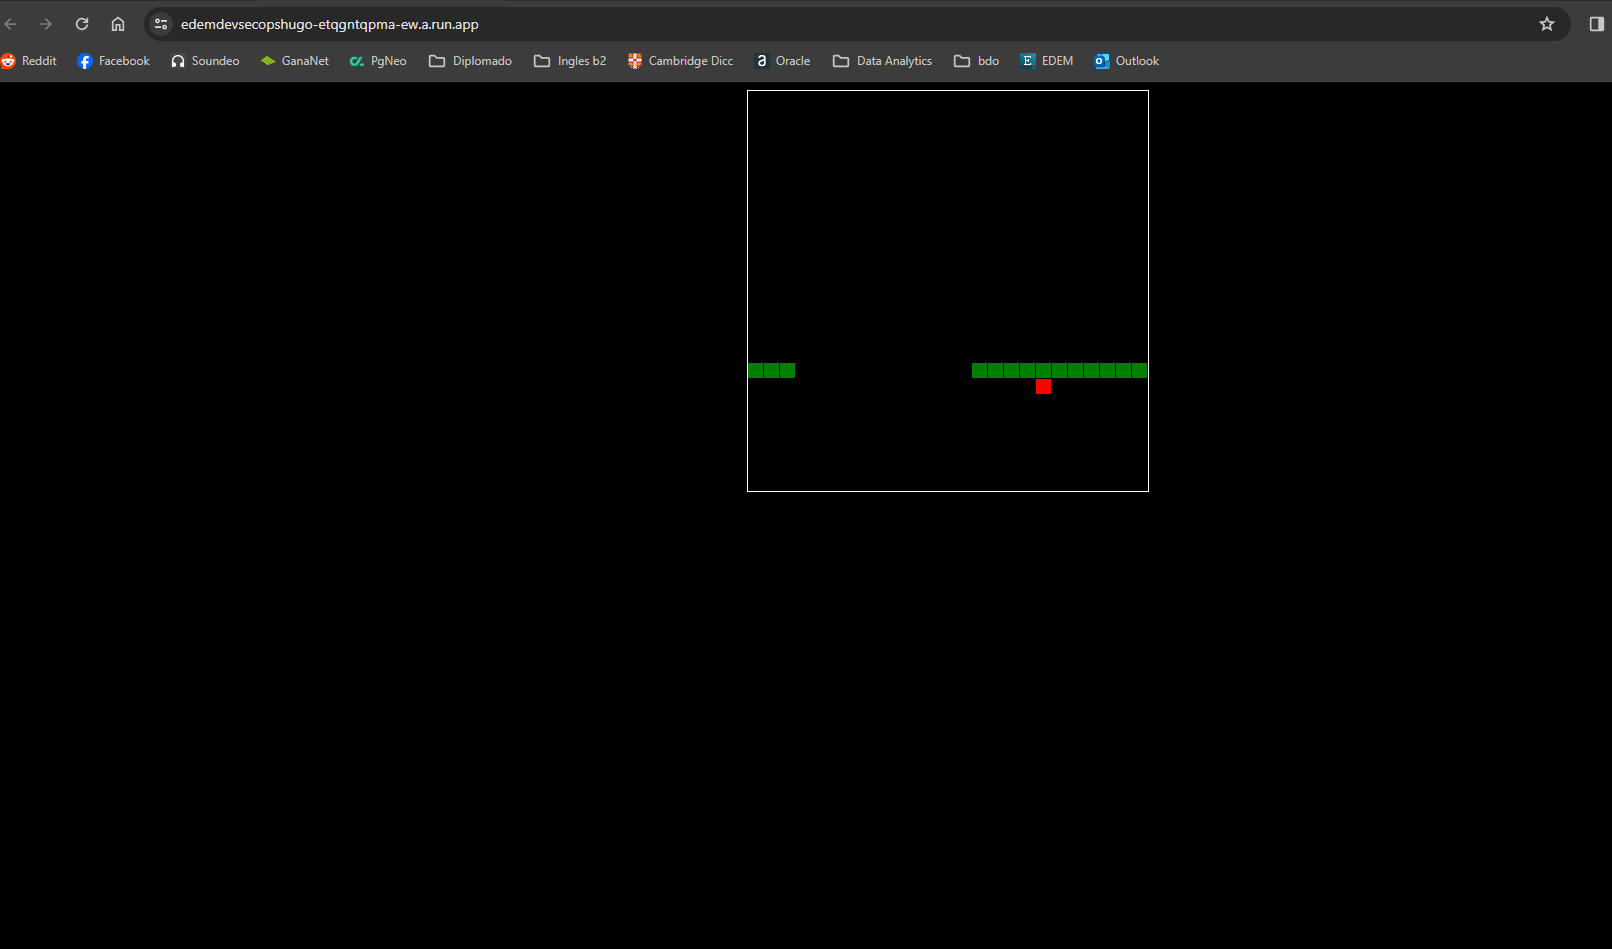 edemdevsecopshugo-etqgntqpma-ew.a.run.app
Reddit Facebook Soundeo GanaNet PgNeo Diplomado Ingles b2 Cambridge Dicc Oracle Data Analytics bdo EDEM Outlook